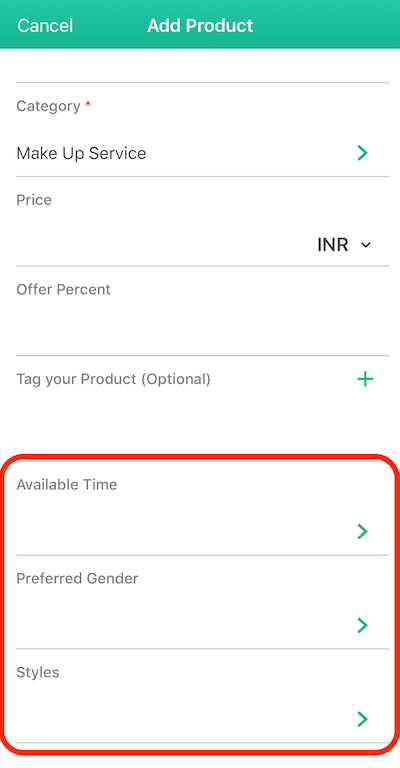 Cancel Add Product
Category *
Make Up Service
Price
INR
Offer Percent
Tag your Product (Optional)
Available Time
Preferred Gender
Styles